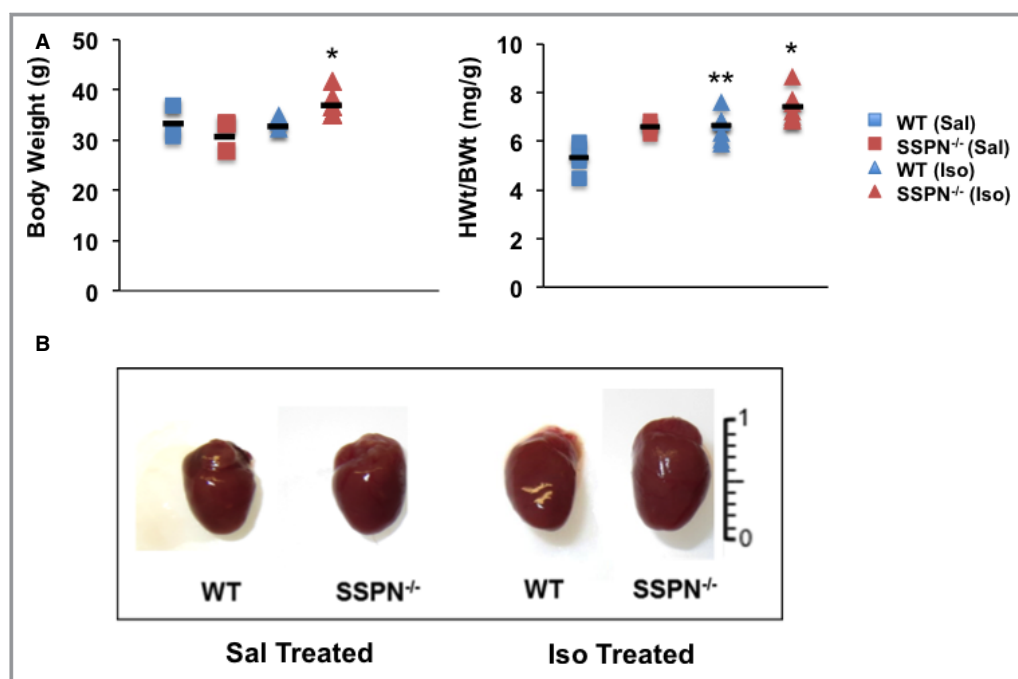 A
Body Weight (g)
50
40
30
20
10
0
*
HWt/BWt (mg/g)
10
8
6
4
2
0
**
*
WT (Sal)
SSPN-/- (Sal)
WT (Iso)
SSPN-/- (Iso)
B
1
0
WT
SSPN-/-
WT
SSPN-/-
Sal Treated
Iso Treated